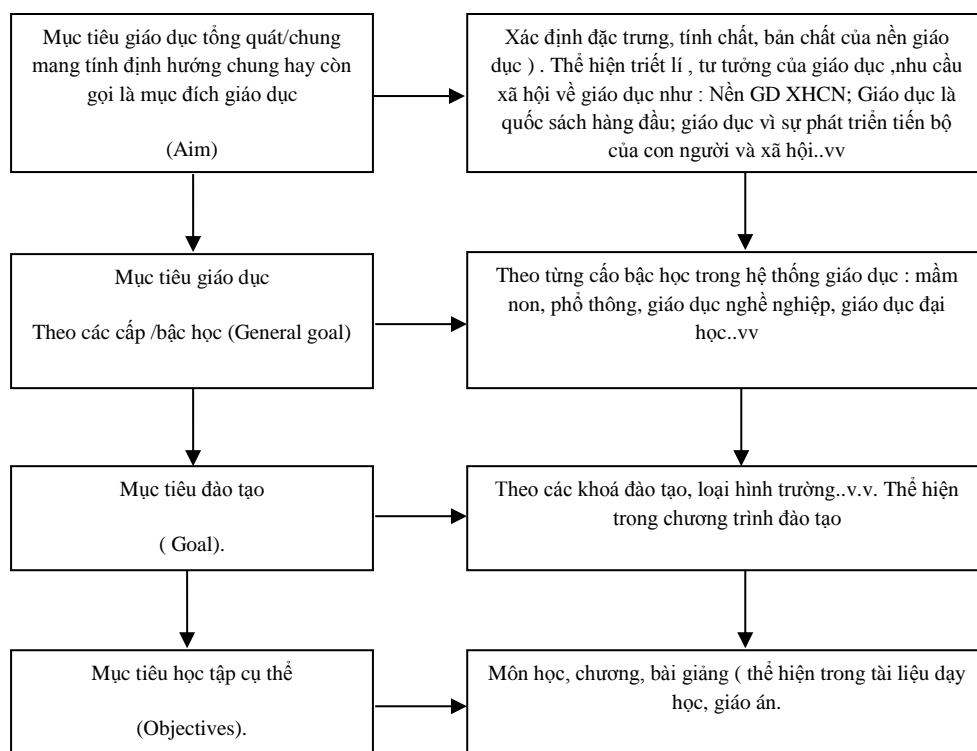 Mục tiêu giáo dục tổng quát/chung
mang tính định hướng chung hay còn
gọi là mục đích giáo dục
(Aim)
Xác định đặc trưng, tính chất, bản chất của nền giáo
dục ) . Thể hiện triết lí , tư tưởng của giáo dục ,nhu cầu
xã hội về giáo dục như : Nền GD XHCN; Giáo dục là
quốc sách hàng đầu; giáo dục vì sự phát triển tiến bộ
của con người và xã hội..vv
Mục tiêu giáo dục
Theo các cấp /bậc học (General goal)
Theo từng cấo bậc học trong hệ thống giáo dục : mầm
non, phổ thông, giáo dục nghề nghiệp, giáo dục đại
học..vv
Mục tiêu đào tạo
( Goal).
Theo các khoá đào tạo, loại hình trường..v.v. Thể hiện
trong chương trình đào tạo
Mục tiêu học tập cụ thể
(Objectives).
Môn học, chương, bài giảng ( thể hiện trong tài liệu dạy
học, giáo án.